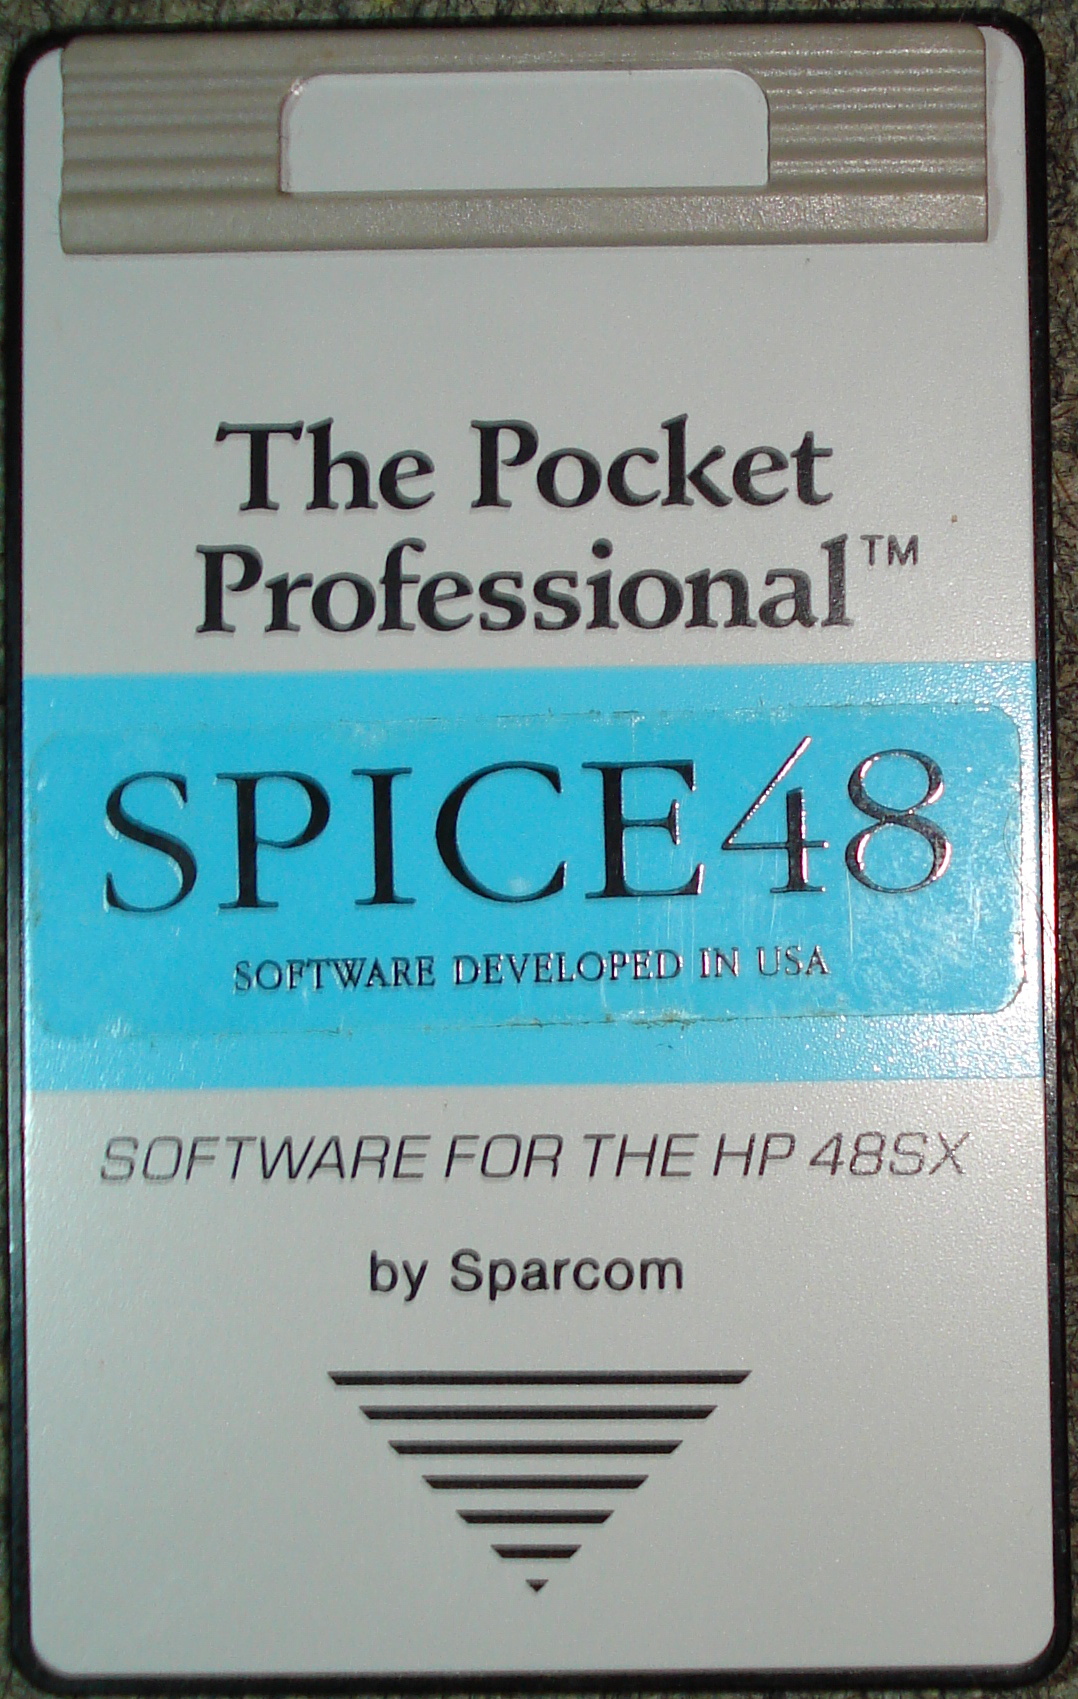 The Pocket
Professional™
SPICE48
SOFTWARE DEVELOPED IN USA
SOFTWARE FOR THE HP 48SX
by Sparcom